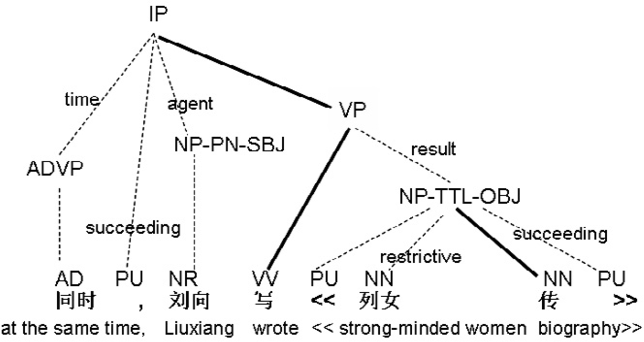 IP
time
agent
VP
NP-PN-SBJ
result
ADVP
NP-TTL-OBJ
succeeding
succeeding
restrictive
AD PU NR VV PU NN NN PU
同时 , 刘向 写 << 列女 传 >>
at the same time, Liuxiang wrote << strong-minded women biography>>